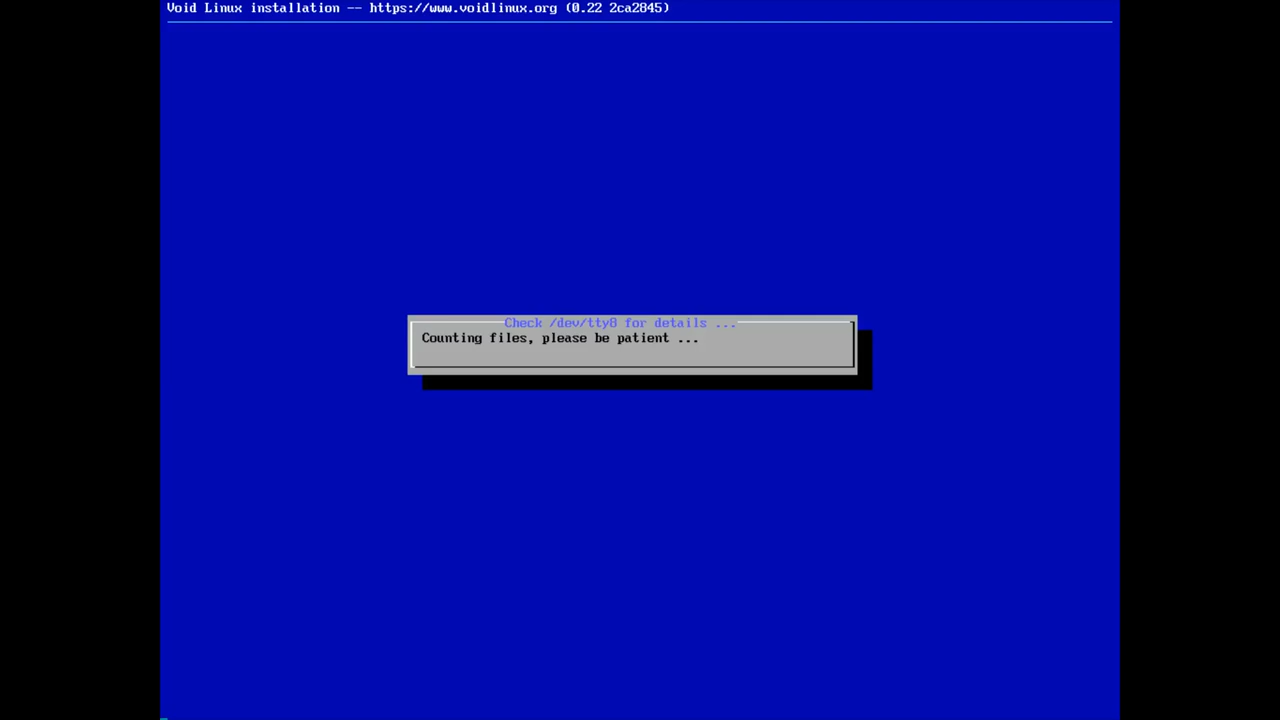 Void Linux installation -- https://www.voidlinux.org (0.22 2ca2845)
Check /dev/tty8 for details ...
Counting files, please be patient ...